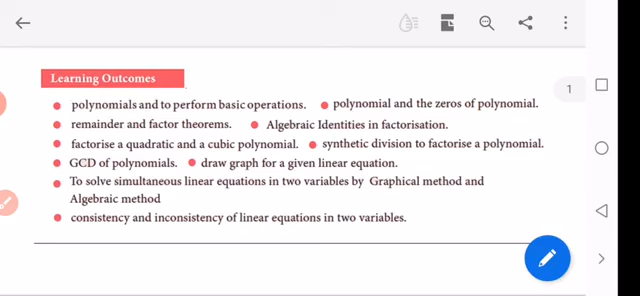 Learning Outcomes
1
• polynomials and to perform basic operations. • polynomial and the zeros of polynomial.
• remainder and factor theorems. • Algebraic Identities in factorisation.
• factorise a quadratic and a cubic polynomial. • synthetic division to factorise a polynomial.
• GCD of polynomials. • draw graph for a given linear equation.
• To solve simultaneous linear equations in two variables by Graphical method and
Algebraic method
• consistency and inconsistency of linear equations in two variables.